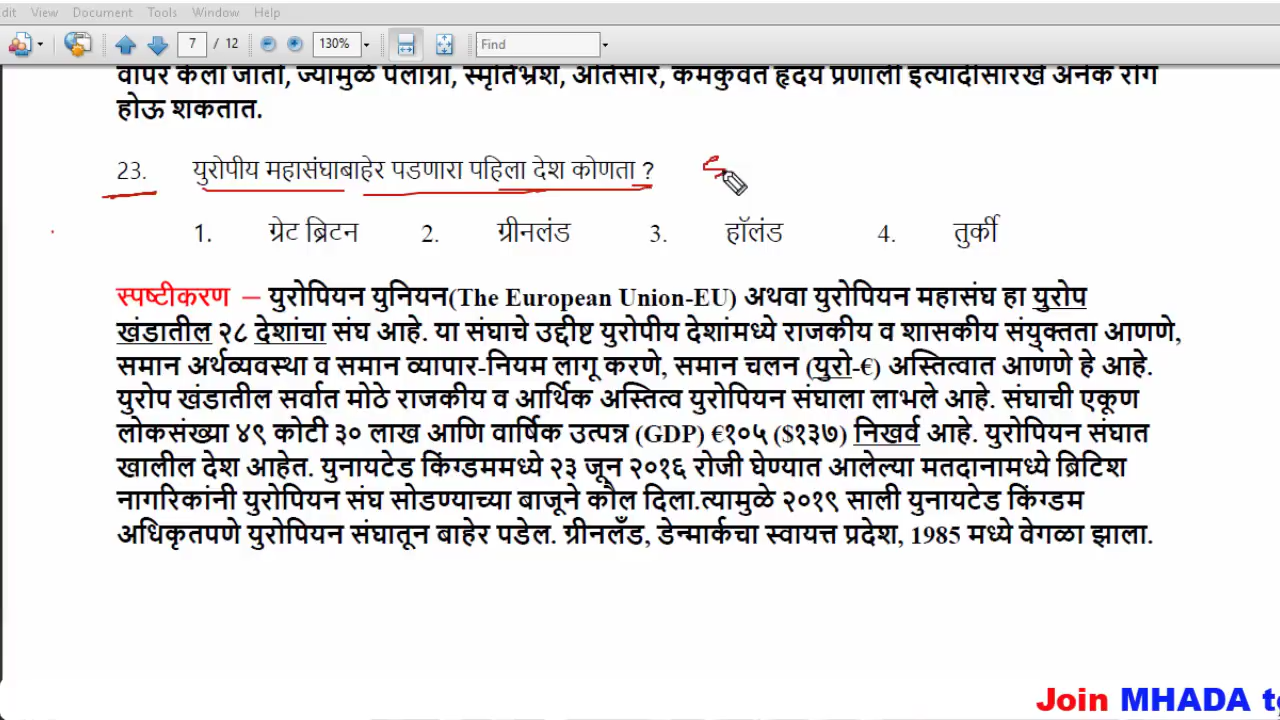 dit View Document Tools Window Help
7 / 12 130% Find
वापर केला जातो, ज्यामुळे पेलाग्रा, स्मृतिभ्रंश, अतिसार, कमकुवत हृदय प्रणाली इत्यादीसारखे अनेक रोग
होऊ शकतात.
23. युरोपीय महासंघाबाहेर पडणारा पहिला देश कोणता ?
1. ग्रेट ब्रिटन 2. ग्रीनलंड 3. हॉलंड 4. तुर्की
स्पष्टीकरण – युरोपियन युनियन(The European Union-EU) अथवा युरोपियन महासंघ हा युरोप
खंडातील २८ देशांचा संघ आहे. या संघाचे उद्दीष्ट युरोपीय देशांमध्ये राजकीय व शासकीय संयुक्तता आणणे,
समान अर्थव्यवस्था व समान व्यापार-नियम लागू करणे, समान चलन (युरो-€) अस्तित्वात आणणे हे आहे.
युरोप खंडातील सर्वात मोठे राजकीय व आर्थिक अस्तित्व युरोपियन संघाला लाभले आहे. संघाची एकूण
लोकसंख्या ४९ कोटी ३० लाख आणि वार्षिक उत्पन्न (GDP) €१०५ ($१३७) निखर्व आहे. युरोपियन संघात
खालील देश आहेत. युनायटेड किंग्डममध्ये २३ जून २०१६ रोजी घेण्यात आलेल्या मतदानामध्ये ब्रिटिश
नागरिकांनी युरोपियन संघ सोडण्याच्या बाजूने कौल दिला.त्यामुळे २०१९ साली युनायटेड किंग्डम
अधिकृतपणे युरोपियन संघातून बाहेर पडेल. ग्रीनलँड, डेन्मार्कचा स्वायत्त प्रदेश, 1985 मध्ये वेगळा झाला.
Join MHADA te